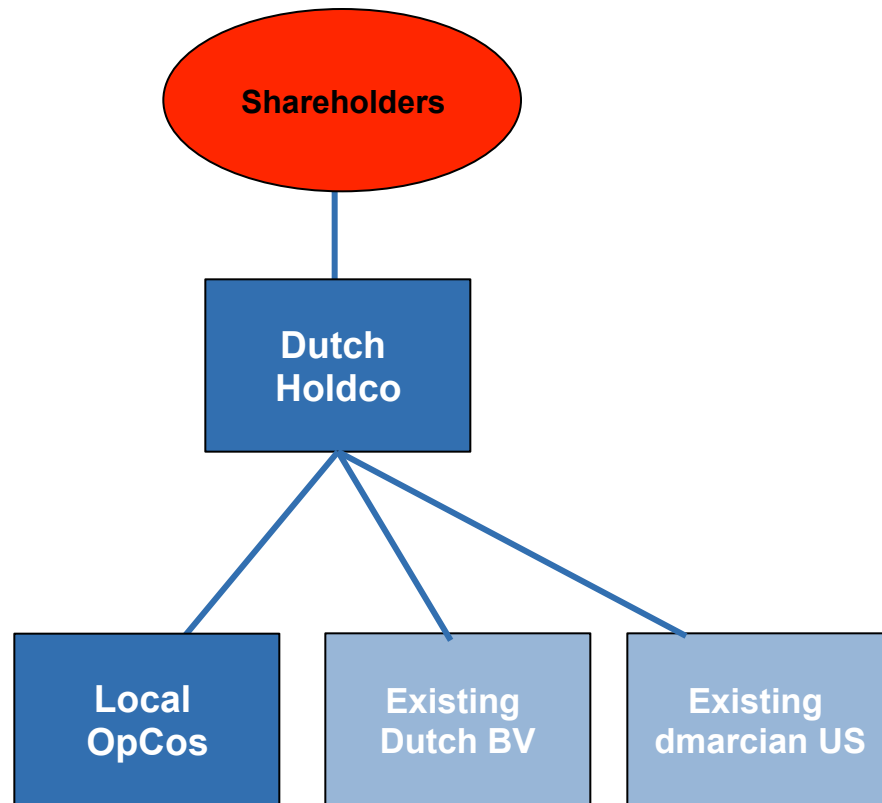 Shareholders
Dutch
Holdco
Local
OpCos
Existing
Dutch BV
Existing
dmarcian US